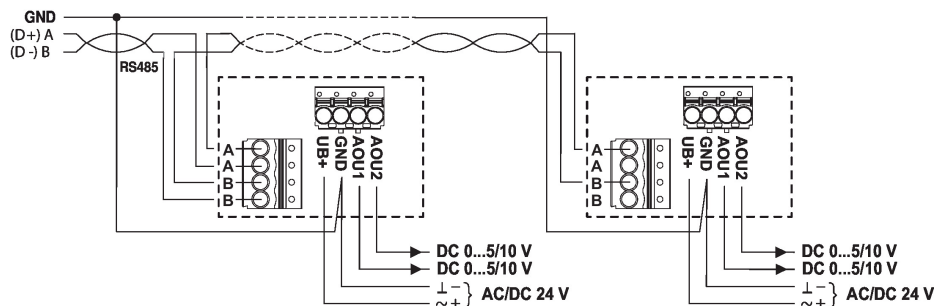 GND
(D+) A
(D -) B
RS485
A
A
B
B
UB+
GND
AOU1
AOU2
DC 0...5/10 V
DC 0...5/10 V
⊥ − } AC/DC 24 V
~ +
A
A
B
B
UB+
GND
AOU1
AOU2
DC 0...5/10 V
DC 0...5/10 V
⊥ − } AC/DC 24 V
~ +